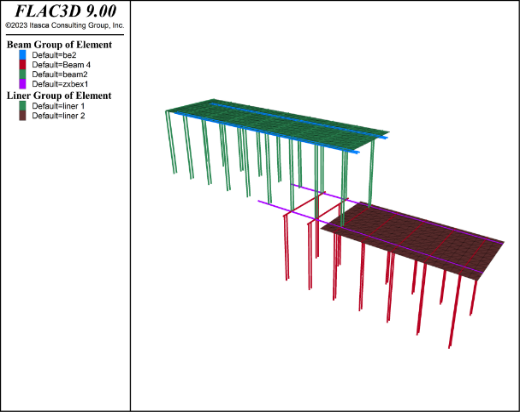 FLAC3D 9.00
©2023 Itasca Consulting Group, Inc.
Beam Group of Element
Default=be2
Default=Beam 4
Default=beam2
Default=zxbex1
Liner Group of Element
Default=liner 1
Default=liner 2